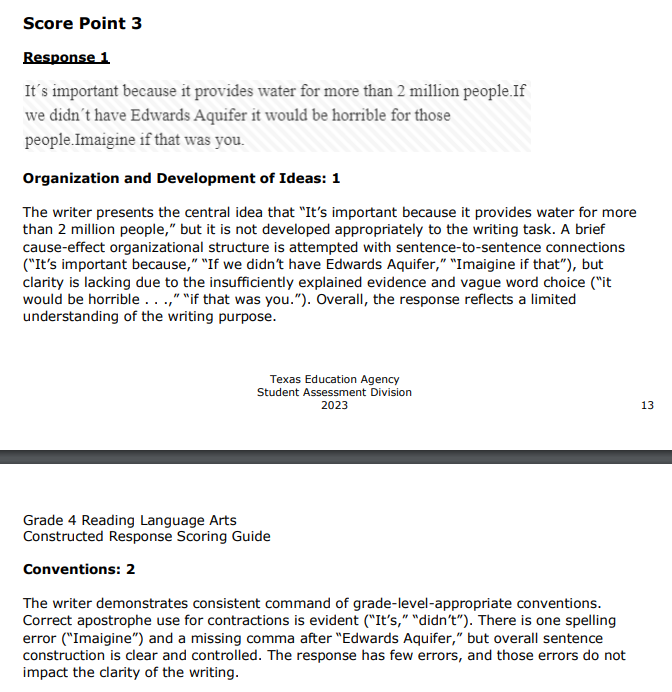 Score Point 3
Response 1
It´s important because it provides water for more than 2 million people.If
we didn´t have Edwards Aquifer it would be horrible for those
people.Imaigine if that was you.
Organization and Development of Ideas: 1
The writer presents the central idea that “It’s important because it provides water for more
than 2 million people,” but it is not developed appropriately to the writing task. A brief
cause-effect organizational structure is attempted with sentence-to-sentence connections
(“It’s important because,” “If we didn’t have Edwards Aquifer,” “Imaigine if that”), but
clarity is lacking due to the insufficiently explained evidence and vague word choice (“it
would be horrible . . .,” “if that was you.”). Overall, the response reflects a limited
understanding of the writing purpose.
Texas Education Agency
Student Assessment Division
2023
13
Grade 4 Reading Language Arts
Constructed Response Scoring Guide
Conventions: 2
The writer demonstrates consistent command of grade-level-appropriate conventions.
Correct apostrophe use for contractions is evident (“It’s,” “didn’t”). There is one spelling
error (“Imaigine”) and a missing comma after “Edwards Aquifer,” but overall sentence
construction is clear and controlled. The response has few errors, and those errors do not
impact the clarity of the writing.